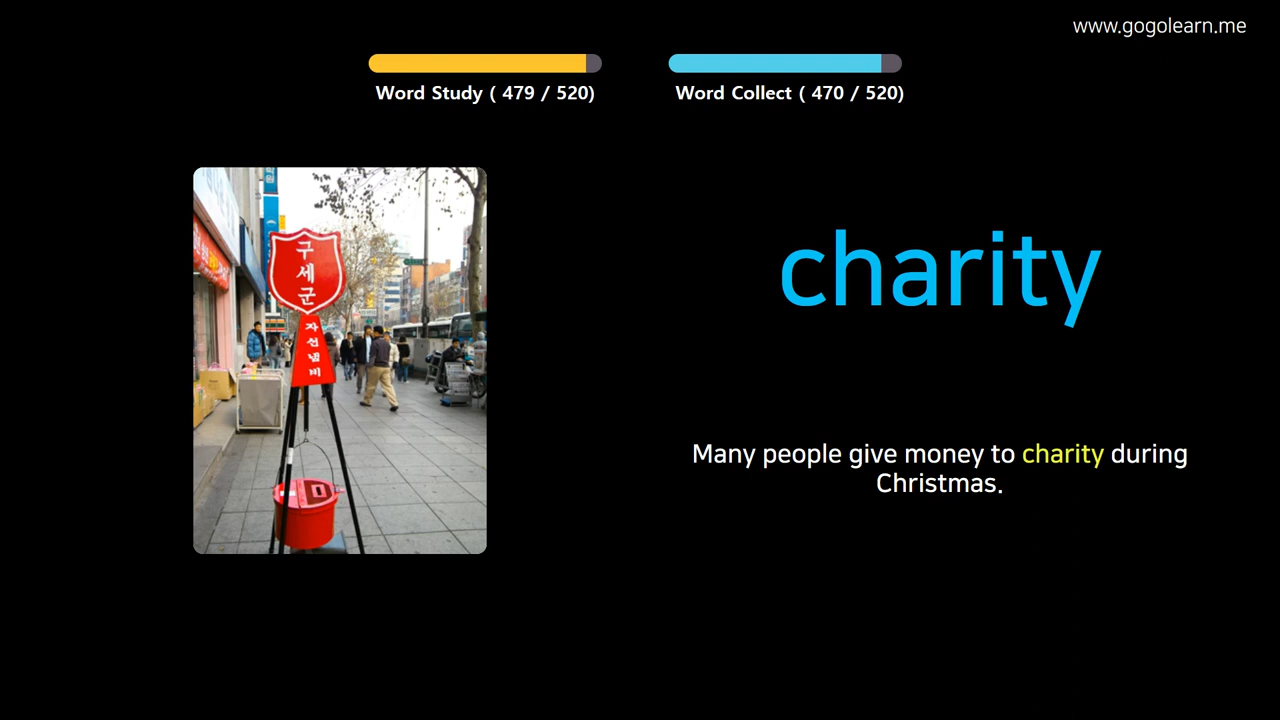 www.gogolearn.me
Word Study ( 479 / 520)
Word Collect ( 470 / 520)
구세군
자선냄비
charity
Many people give money to charity during
Christmas.